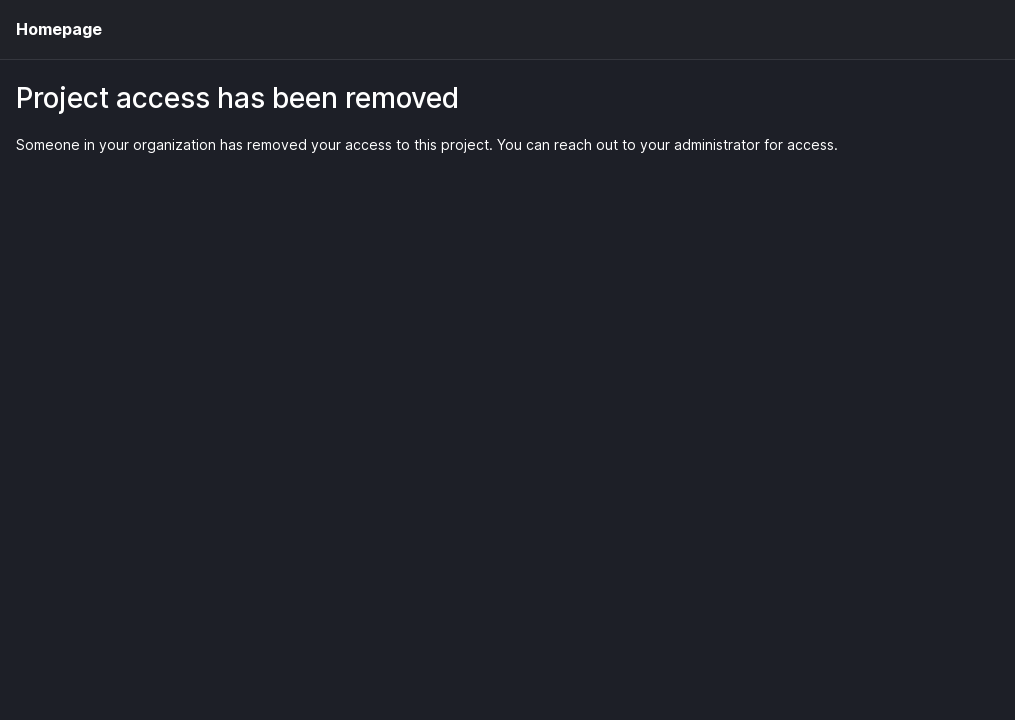 Homepage
Project access has been removed
Someone in your organization has removed your access to this project. You can reach out to your administrator for access.